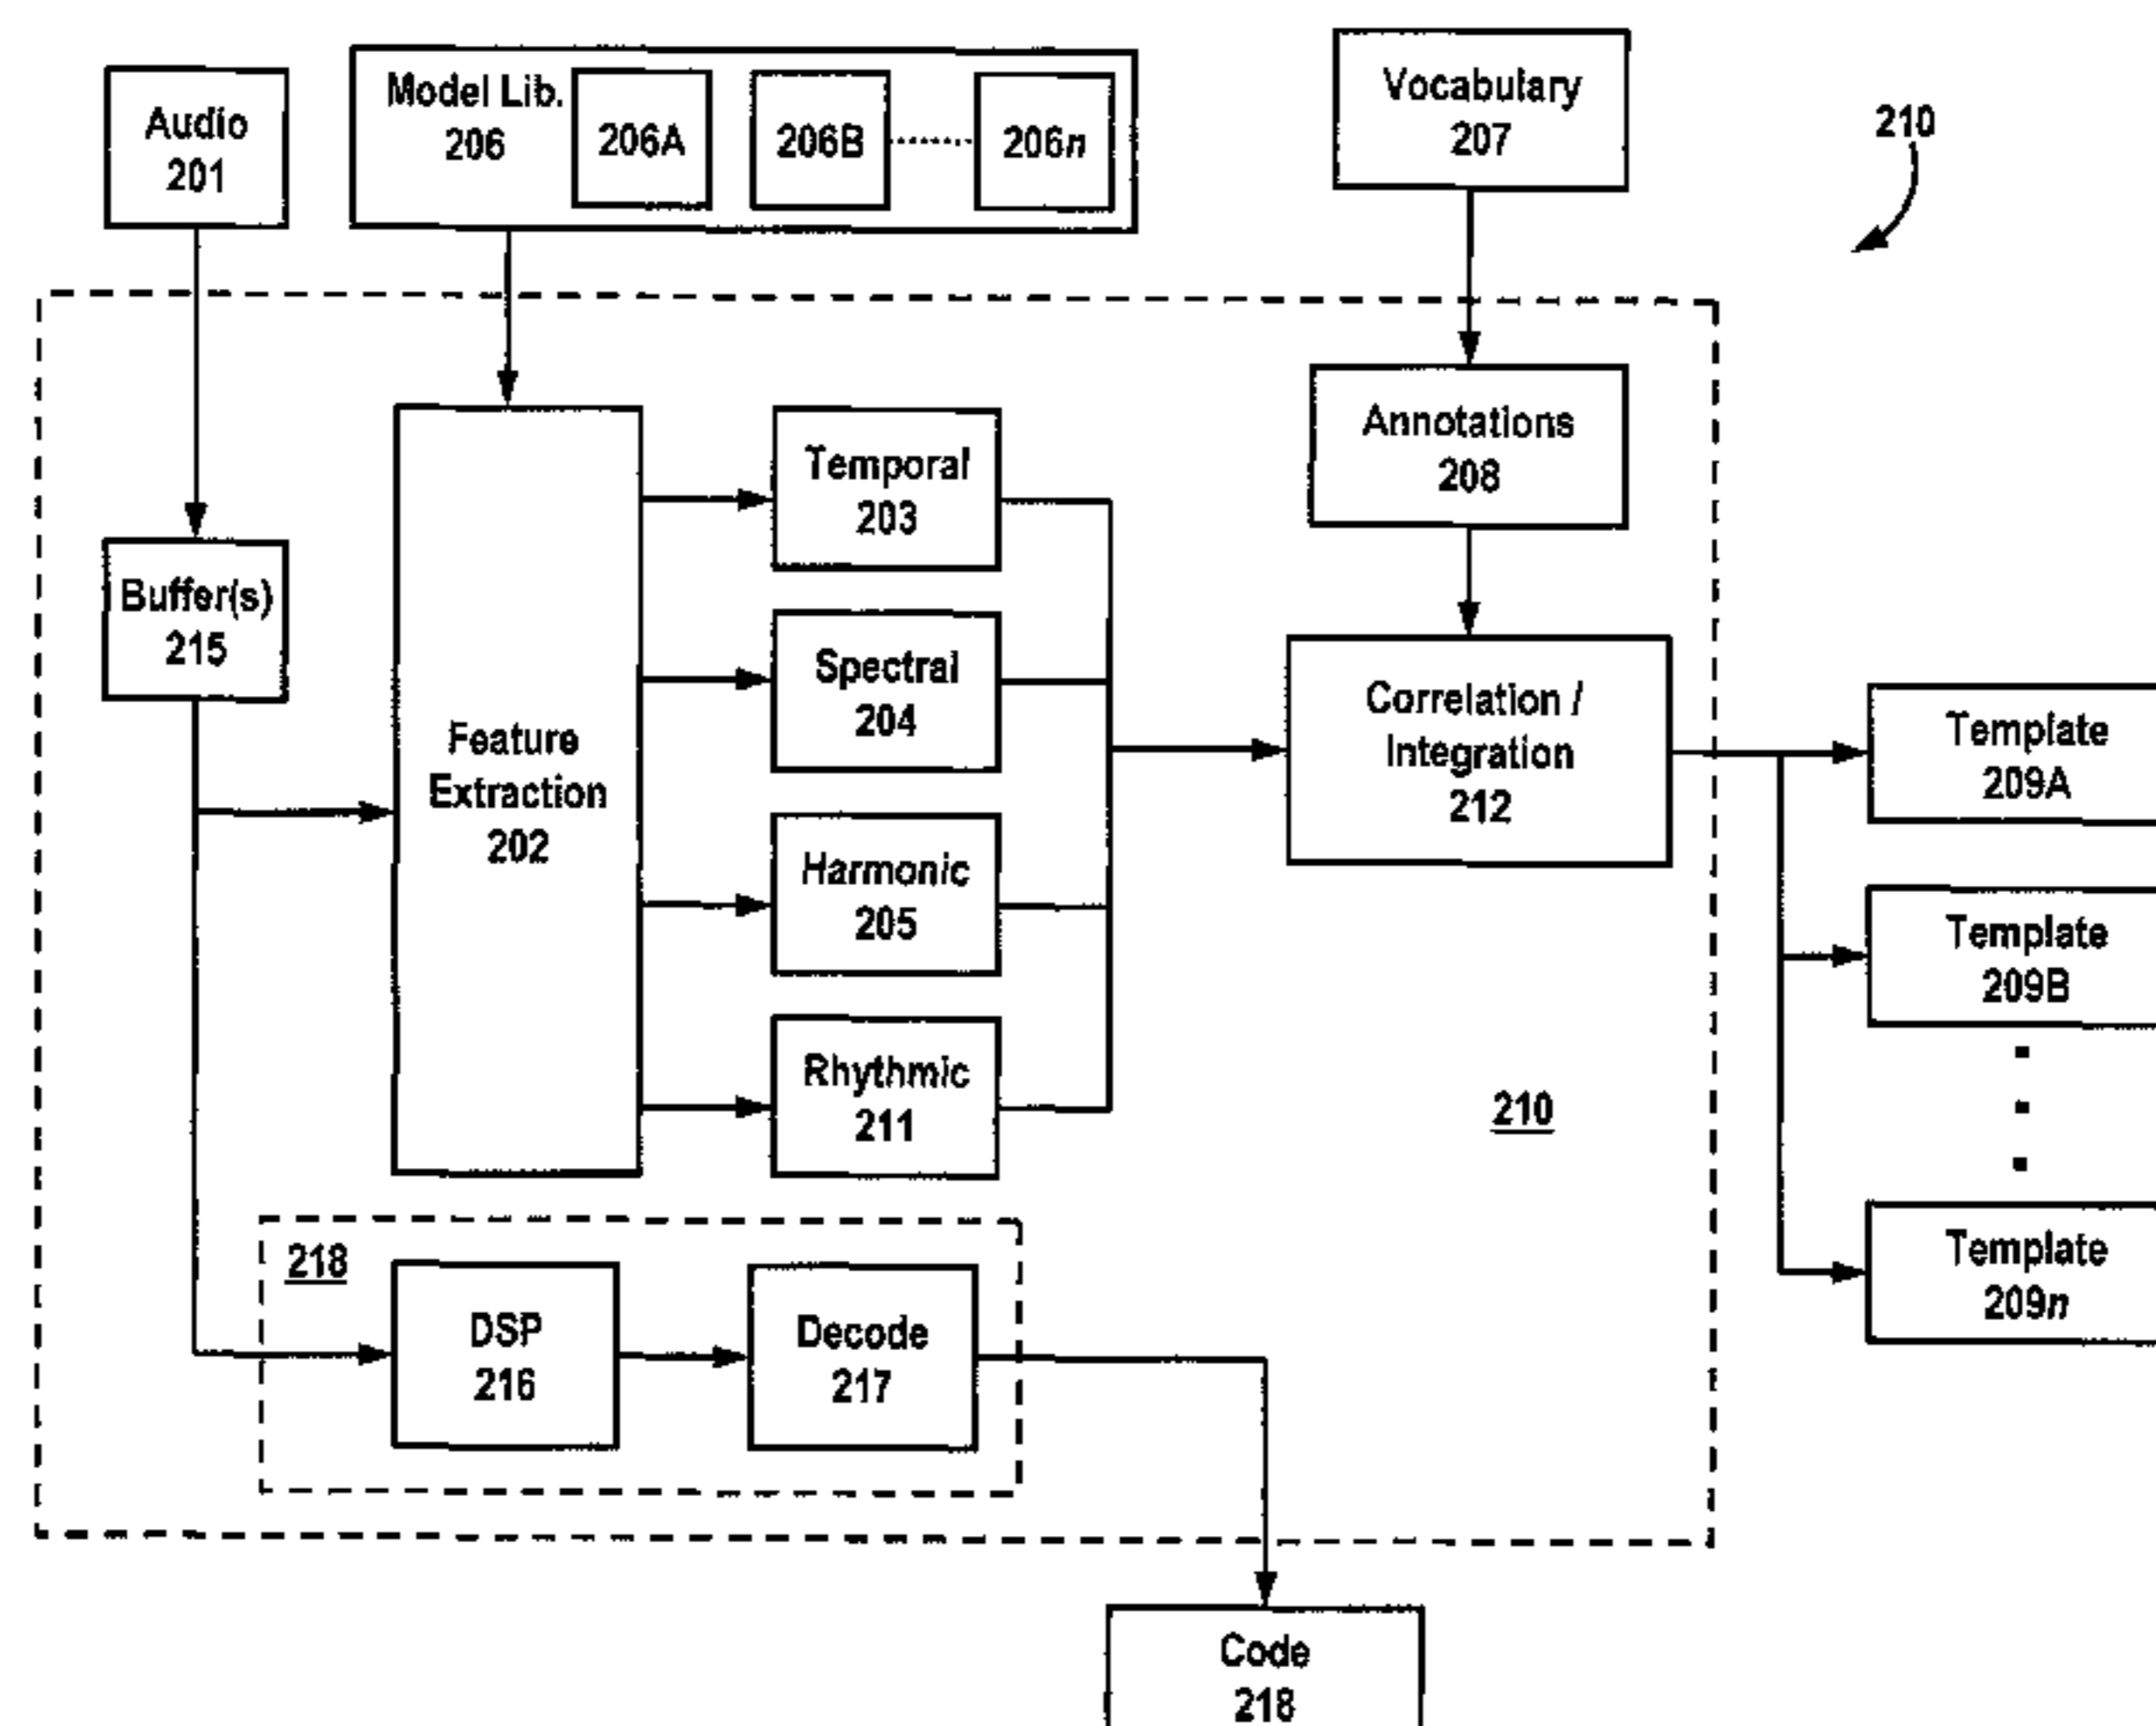 Audio
201
Model Lib.
206
206A
206B
206n
Vocabulary
207
210
Annotations
208
Buffer(s)
215
Feature
Extraction
202
Temporal
203
Spectral
204
Harmonic
205
Rhythmic
211
Correlation /
Integration
212
Template
209A
Template
209B
Template
209n
210
218
DSP
216
Decode
217
Code
218